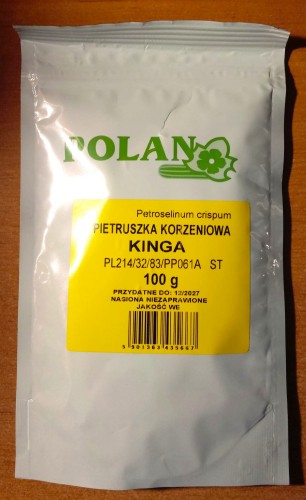 POLAN
Petroselinum crispum
PIETRUSZKA KORZENIOWA
KINGA
PL214/32/83/PP061A ST
100 g
PRZYDATNE DO: 12/2027
NASIONA NIEZAPRAWIONE
JAKOŚĆ WE